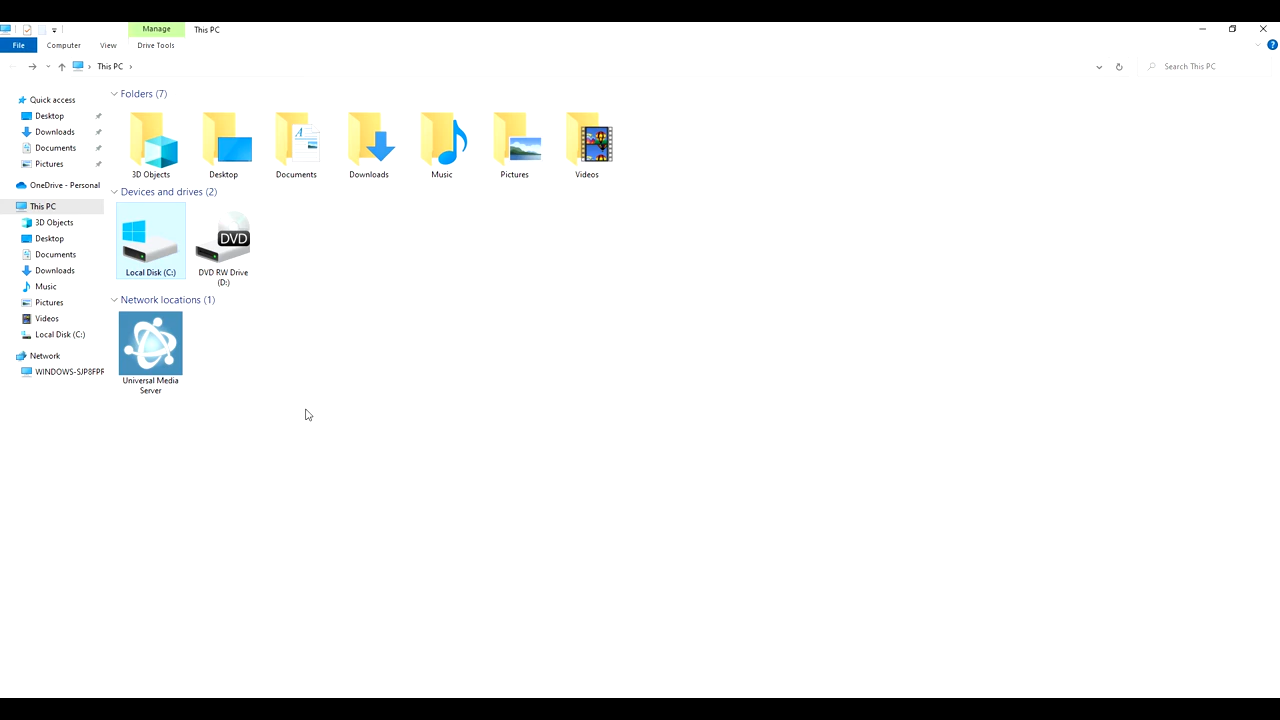 Manage
This PC
File
Computer
View
Drive Tools
This PC
Search This PC
Quick access
Desktop
Downloads
Documents
Pictures
OneDrive - Personal
This PC
3D Objects
Desktop
Documents
Downloads
Music
Pictures
Videos
Local Disk (C:)
Network
WINDOWS-SJP8FPR
Folders (7)
3D Objects
Desktop
Documents
Downloads
Music
Pictures
Videos
Devices and drives (2)
DVD
Local Disk (C:)
DVD RW Drive
(D:)
Network locations (1)
Universal Media
Server